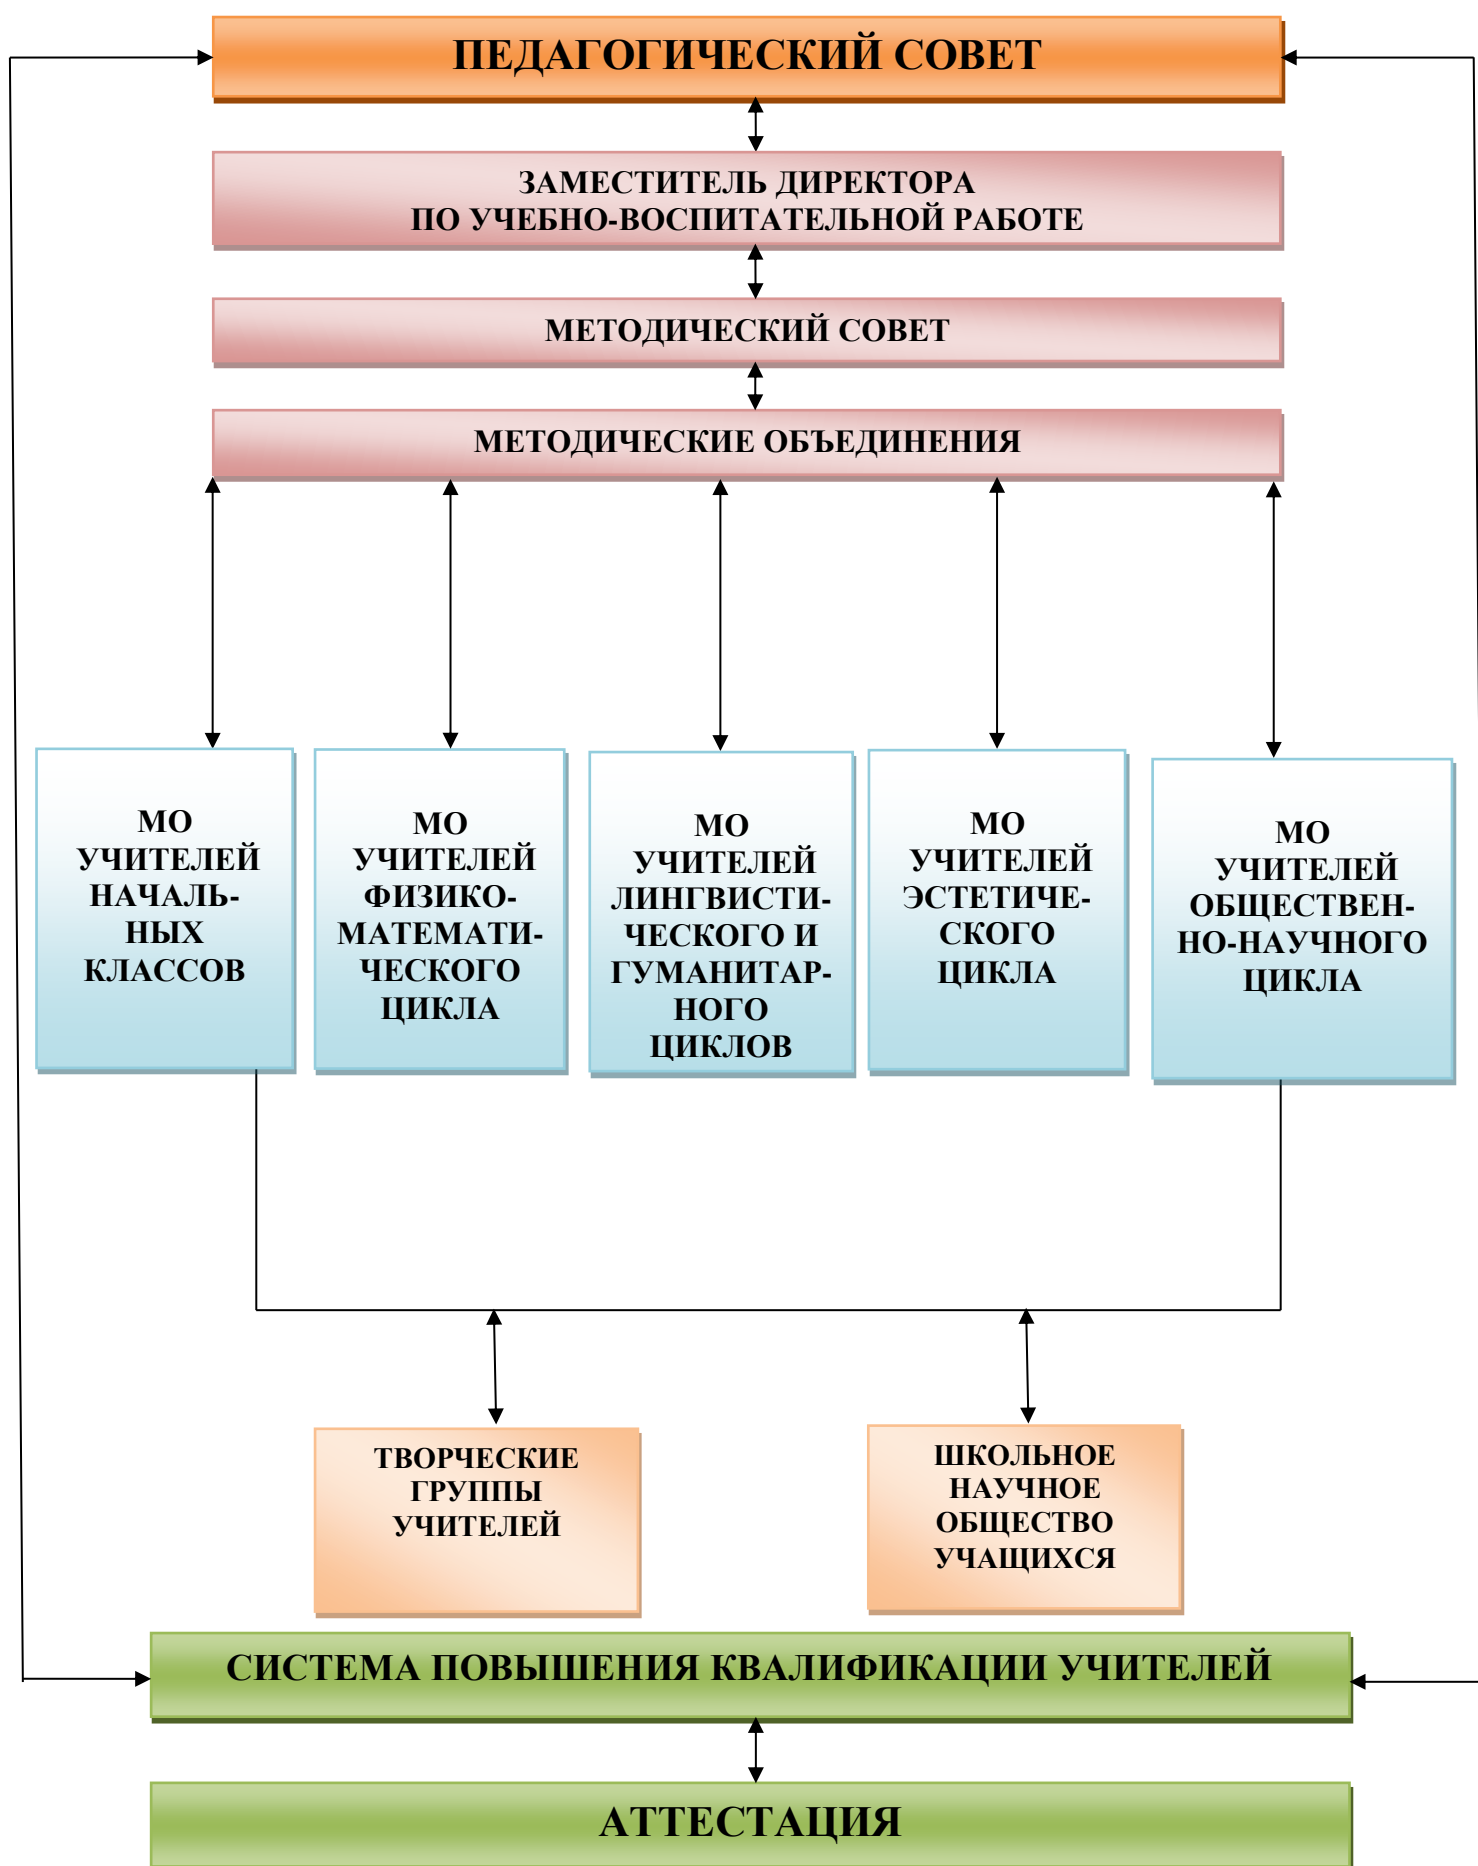 ПЕДАГОГИЧЕСКИЙ СОВЕТ
ЗАМЕСТИТЕЛЬ ДИРЕКТОРА
ПО УЧЕБНО-ВОСПИТАТЕЛЬНОЙ РАБОТЕ
МЕТОДИЧЕСКИЙ СОВЕТ
МЕТОДИЧЕСКИЕ ОБЪЕДИНЕНИЯ
МО
УЧИТЕЛЕЙ
НАЧАЛЬ-
НЫХ
КЛАССОВ
МО
УЧИТЕЛЕЙ
ФИЗИКО-
МАТЕМАТИ-
ЧЕСКОГО
ЦИКЛА
МО
УЧИТЕЛЕЙ
ЛИНГВИСТИ-
ЧЕСКОГО И
ГУМАНИТАР-
НОГО
ЦИКЛОВ
МО
УЧИТЕЛЕЙ
ЭСТЕТИЧЕ-
СКОГО
ЦИКЛА
МО
УЧИТЕЛЕЙ
ОБЩЕСТВЕН-
НО-НАУЧНОГО
ЦИКЛА
ТВОРЧЕСКИЕ
ГРУППЫ
УЧИТЕЛЕЙ
ШКОЛЬНОЕ
НАУЧНОЕ
ОБЩЕСТВО
УЧАЩИХСЯ
СИСТЕМА ПОВЫШЕНИЯ КВАЛИФИКАЦИИ УЧИТЕЛЕЙ
АТТЕСТАЦИЯ